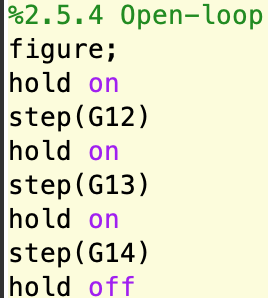 %2.5.4 Open-loop
figure;
hold on
step(G12)
hold on
step(G13)
hold on
step(G14)
hold off